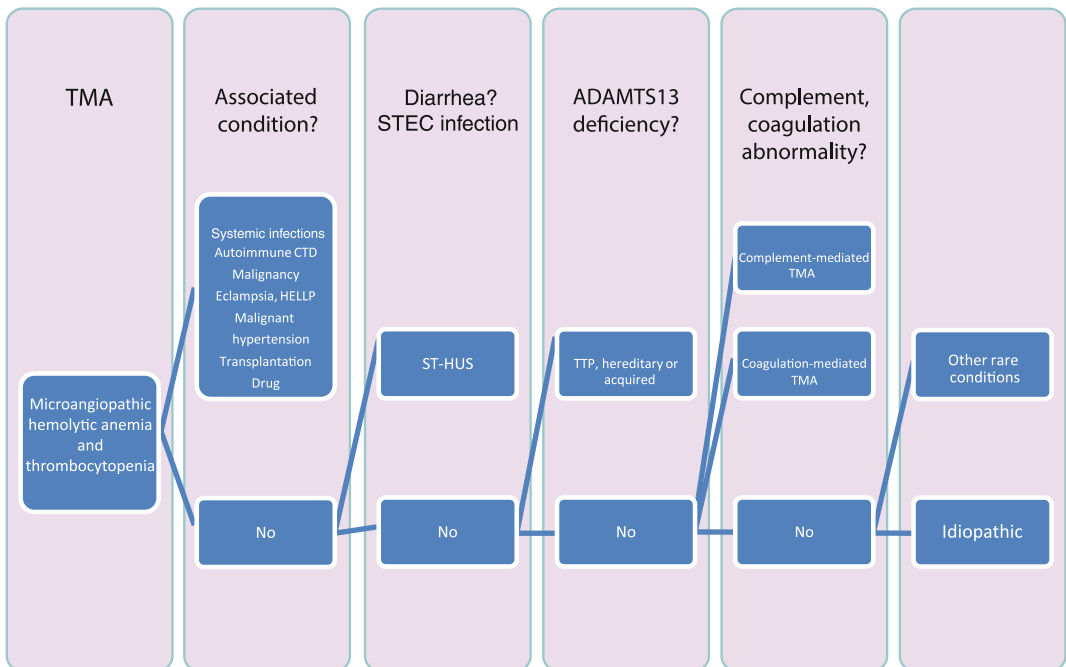 TMA
Microangiopathic
hemolytic anemia
and
thrombocytopenia
Associated
condition?
Systemic infections
Autoimmune CTD
Malignancy
Eclampsia, HELLP
Malignant
hypertension
Transplantation
Drug
No
Diarrhea?
STEC infection
ST-HUS
No
ADAMTS13
deficiency?
TTP, hereditary or
acquired
No
Complement,
coagulation
abnormality?
Complement-mediated
TMA
Coagulation-mediated
TMA
No
Other rare
conditions
Idiopathic